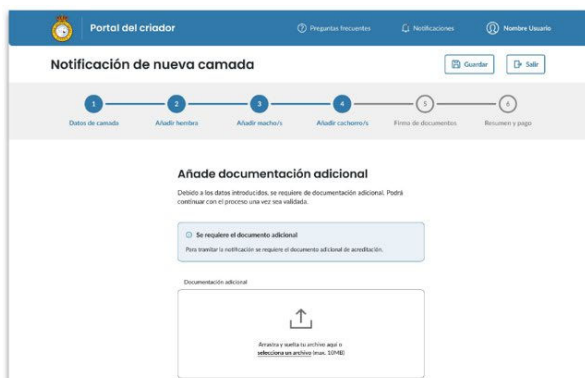 Portal del criador
Preguntas frecuentes
Notificaciones
Nombre Usuario
Notificación de nueva camada
Guardar
Salir
1
2
3
4
5
6
Datos de camada
Añadir hembra
Añadir macho/s
Añadir cachorro/s
Firma de documentos
Resumen y pago
Añade documentación adicional
Debido a los datos introducidos, se requiere de documentación adicional. Podrá
continuar con el proceso una vez sea validada.
Se requiere el documento adicional
Para tramitar la notificación se requiere el documento adicional de acreditación.
Documentación adicional
Arrastra y suelta tu archivo aquí o
selecciona un archivo (max. 10MB)